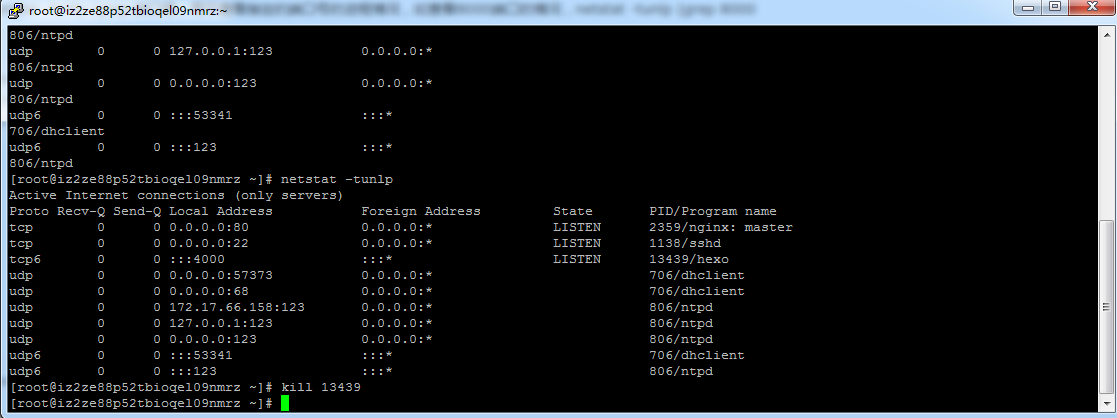 root@iz2ze88p52tbioqel09nmrz:~
806/ntpd
udp        0      0 127.0.0.1:123           0.0.0.0:*
806/ntpd
udp        0      0 0.0.0.0:123             0.0.0.0:*
806/ntpd
udp6       0      0 :::53341                :::*
706/dhclient
udp6       0      0 :::123                  :::*
806/ntpd
[root@iz2ze88p52tbioqel09nmrz ~]# netstat -tunlp
Active Internet connections (only servers)
Proto Recv-Q Send-Q Local Address           Foreign Address         State       PID/Program name
tcp        0      0 0.0.0.0:80              0.0.0.0:*               LISTEN      2359/nginx: master
tcp        0      0 0.0.0.0:22              0.0.0.0:*               LISTEN      1138/sshd
tcp6       0      0 :::4000                 :::*                    LISTEN      13439/hexo
udp        0      0 0.0.0.0:57373           0.0.0.0:*                           706/dhclient
udp        0      0 0.0.0.0:68              0.0.0.0:*                           706/dhclient
udp        0      0 172.17.66.158:123       0.0.0.0:*                           806/ntpd
udp        0      0 127.0.0.1:123           0.0.0.0:*                           806/ntpd
udp        0      0 0.0.0.0:123             0.0.0.0:*                           806/ntpd
udp6       0      0 :::53341                :::*                                706/dhclient
udp6       0      0 :::123                  :::*                                806/ntpd
[root@iz2ze88p52tbioqel09nmrz ~]# kill 13439
[root@iz2ze88p52tbioqel09nmrz ~]#